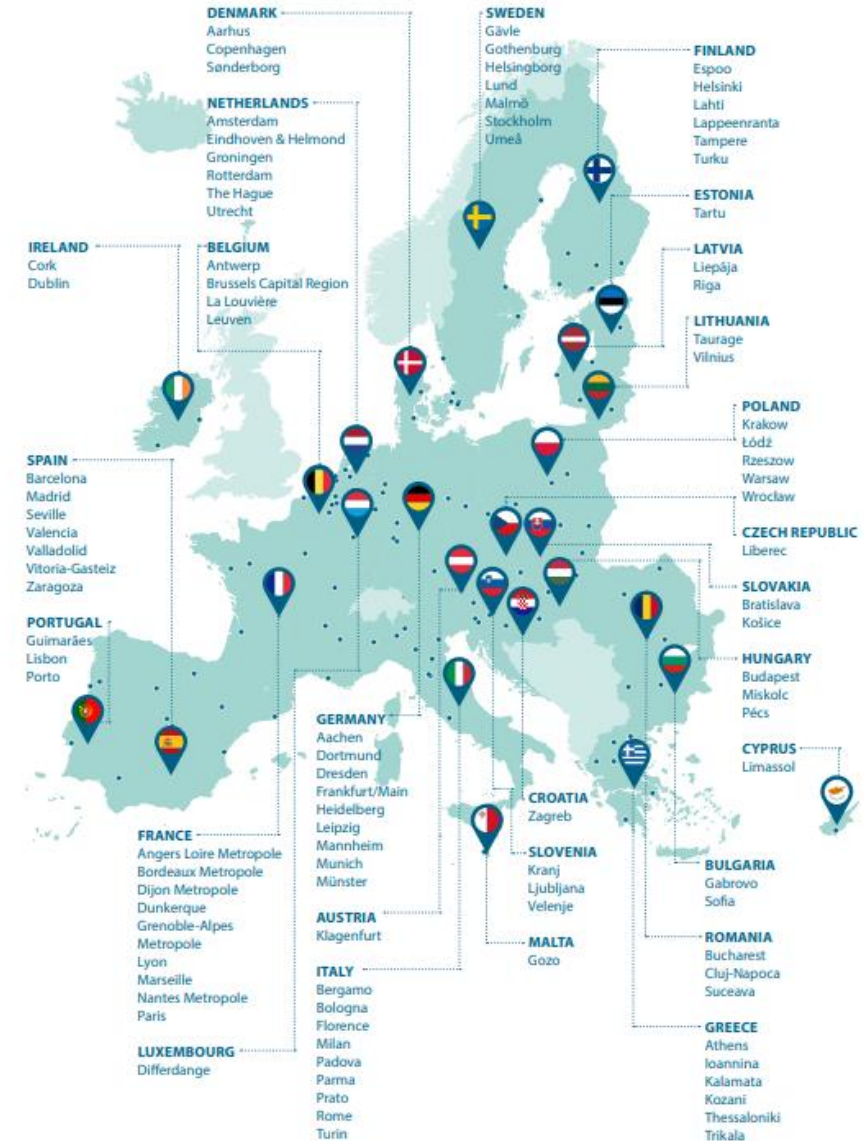 DENMARK
Aarhus
Copenhagen
Sønderborg
SWEDEN
Gävle
Gothenburg
Helsingborg
Lund
Malmö
Stockholm
Umeå
FINLAND
Espoo
Helsinki
Lahti
Lappeenranta
Tampere
Turku
NETHERLANDS
Amsterdam
Eindhoven & Helmond
Groningen
Rotterdam
The Hague
Utrecht
ESTONIA
Tartu
IRELAND
Cork
Dublin
BELGIUM
Antwerp
Brussels Capital Region
La Louvière
Leuven
LATVIA
Liepāja
Riga
LITHUANIA
Taurage
Vilnius
POLAND
Krakow
Łódź
Rzeszow
Warsaw
Wrocław
SPAIN
Barcelona
Madrid
Seville
Valencia
Valladolid
Vitoria-Gasteiz
Zaragoza
CZECH REPUBLIC
Liberec
SLOVAKIA
Bratislava
Košice
PORTUGAL
Guimarães
Lisbon
Porto
HUNGARY
Budapest
Miskolc
Pécs
GERMANY
Aachen
Dortmund
Dresden
Frankfurt/Main
Heidelberg
Leipzig
Mannheim
Munich
Münster
CYPRUS
Limassol
CROATIA
Zagreb
FRANCE
Angers Loire Metropole
Bordeaux Metropole
Dijon Metropole
Dunkerque
Grenoble-Alpes
Metropole
Lyon
Marseille
Nantes Metropole
Paris
SLOVENIA
Kranj
Ljubljana
Velenje
BULGARIA
Gabrovo
Sofia
AUSTRIA
Klagenfurt
MALTA
Gozo
ROMANIA
Bucharest
Cluj-Napoca
Suceava
ITALY
Bergamo
Bologna
Florence
Milan
Padova
Parma
Prato
Rome
Turin
LUXEMBOURG
Differdange
GREECE
Athens
Ioannina
Kalamata
Kozani
Thessaloniki
Trikala